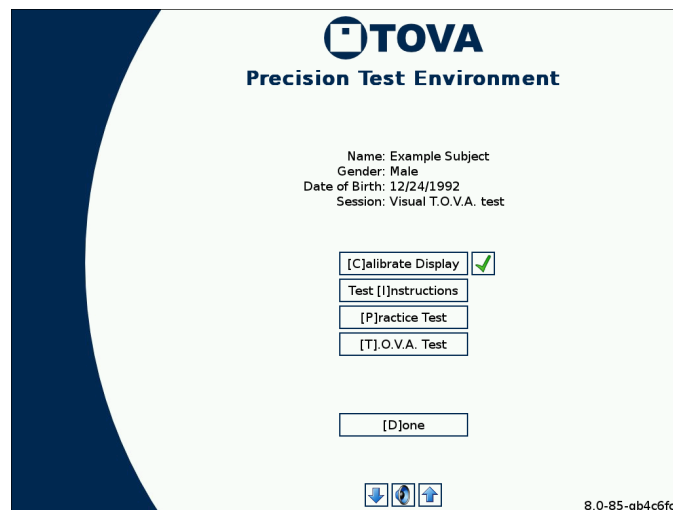 TOVA
Precision Test Environment
Name: Example Subject
Gender: Male
Date of Birth: 12/24/1992
Session: Visual T.O.V.A. test
[C]alibrate Display
Test [I]nstructions
[P]ractice Test
[T].O.V.A. Test
[D]one